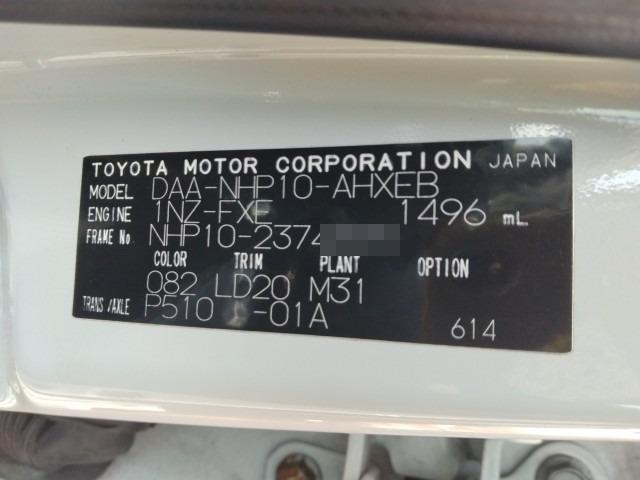 TOYOTA MOTOR CORPORATION JAPAN
MODEL DAA-NHP10-AHXEB
ENGINE 1NZ-FXE 1496 mL
FRAME No NHP10-2374
COLOR TRIM PLANT OPTION
082 LD20 M31
TRANS/AXLE P510 -01A
614